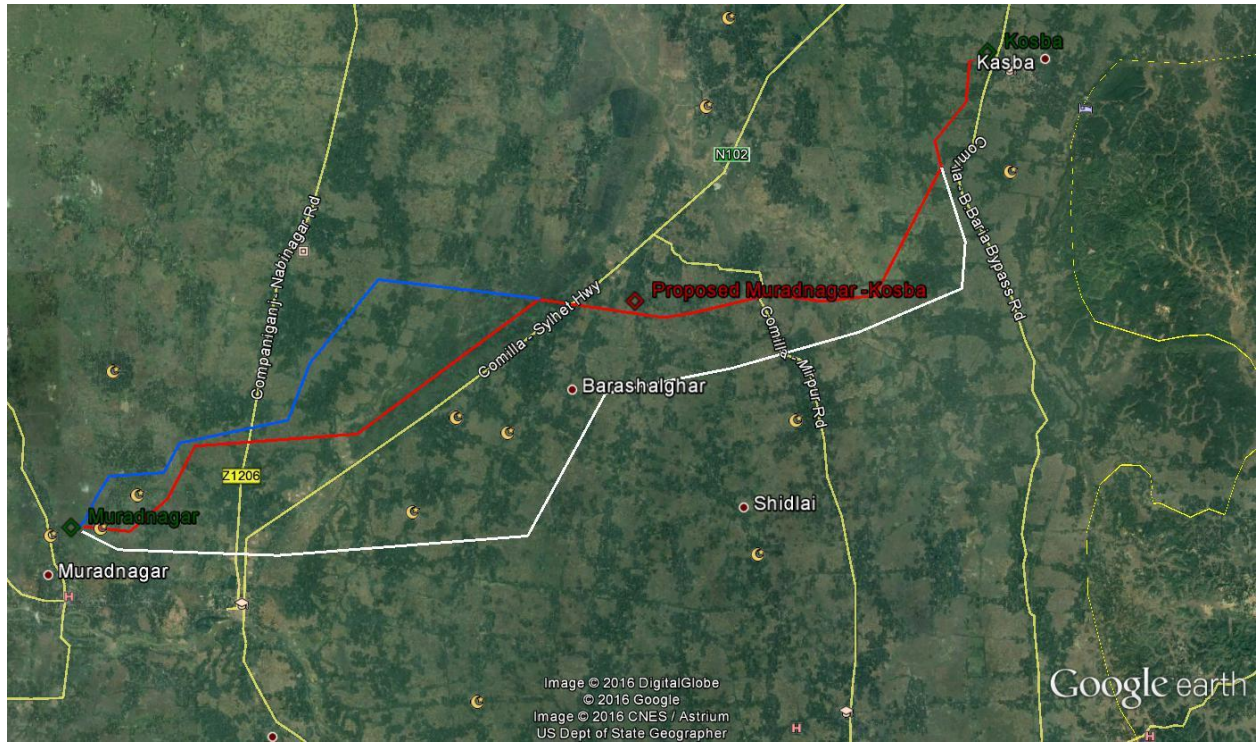 Kosba
Kasba
N102
Comilla - B.Baria Bypass Rd
Companiganj - Nabinagar Rd
Proposed Muradnagar -Kosba
Comilla - Sylhet Hwy
Comilla - Mirpur Rd
Barashalghar
Z1206
Shidlai
Muradnagar
Muradnagar
H
Image © 2016 DigitalGlobe
© 2016 Google
Image © 2016 CNES / Astrium
US Dept of State Geographer
Google earth
H
H